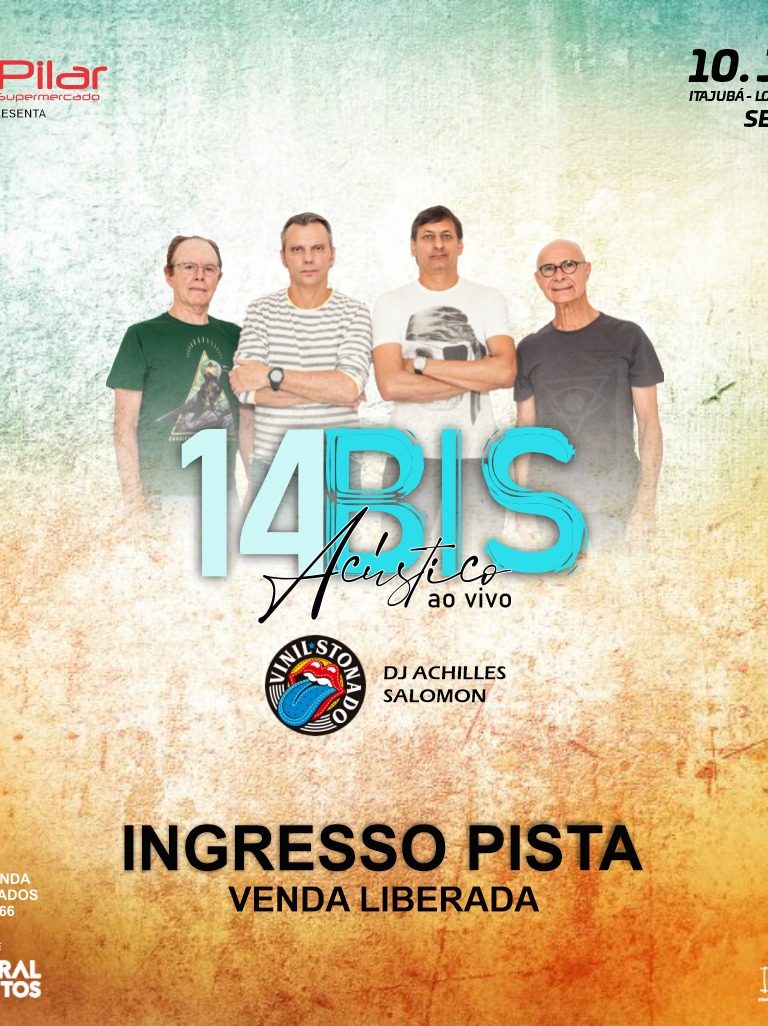 Pilar
Supermercado
ESENTA
10.
ITAJUBÁ - LO
SE
14BIS
Acústico
ao vivo
VINIL STONADO
DJ ACHILLES
SALOMON
INGRESSO PISTA
VENDA LIBERADA
NDA
ADOS
66
RAL
TOS